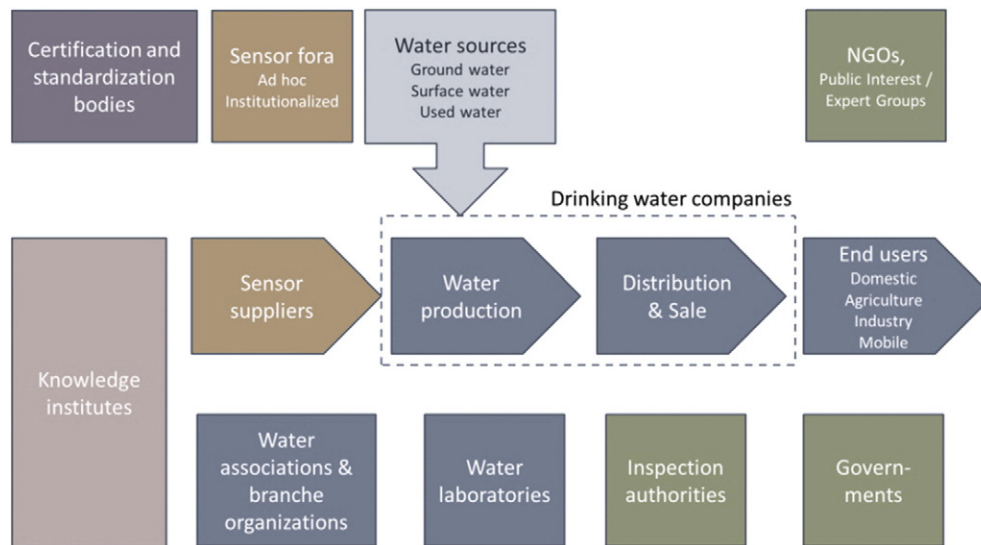 Certification and
standardization
bodies
Sensor fora
Ad hoc
Institutionalized
Water sources
Ground water
Surface water
Used water
NGOs,
Public Interest /
Expert Groups
Drinking water companies
Knowledge
institutes
Sensor
suppliers
Water
production
Distribution
& Sale
End users
Domestic
Agriculture
Industry
Mobile
Water
associations &
branche
organizations
Water
laboratories
Inspection
authorities
Govern-
ments